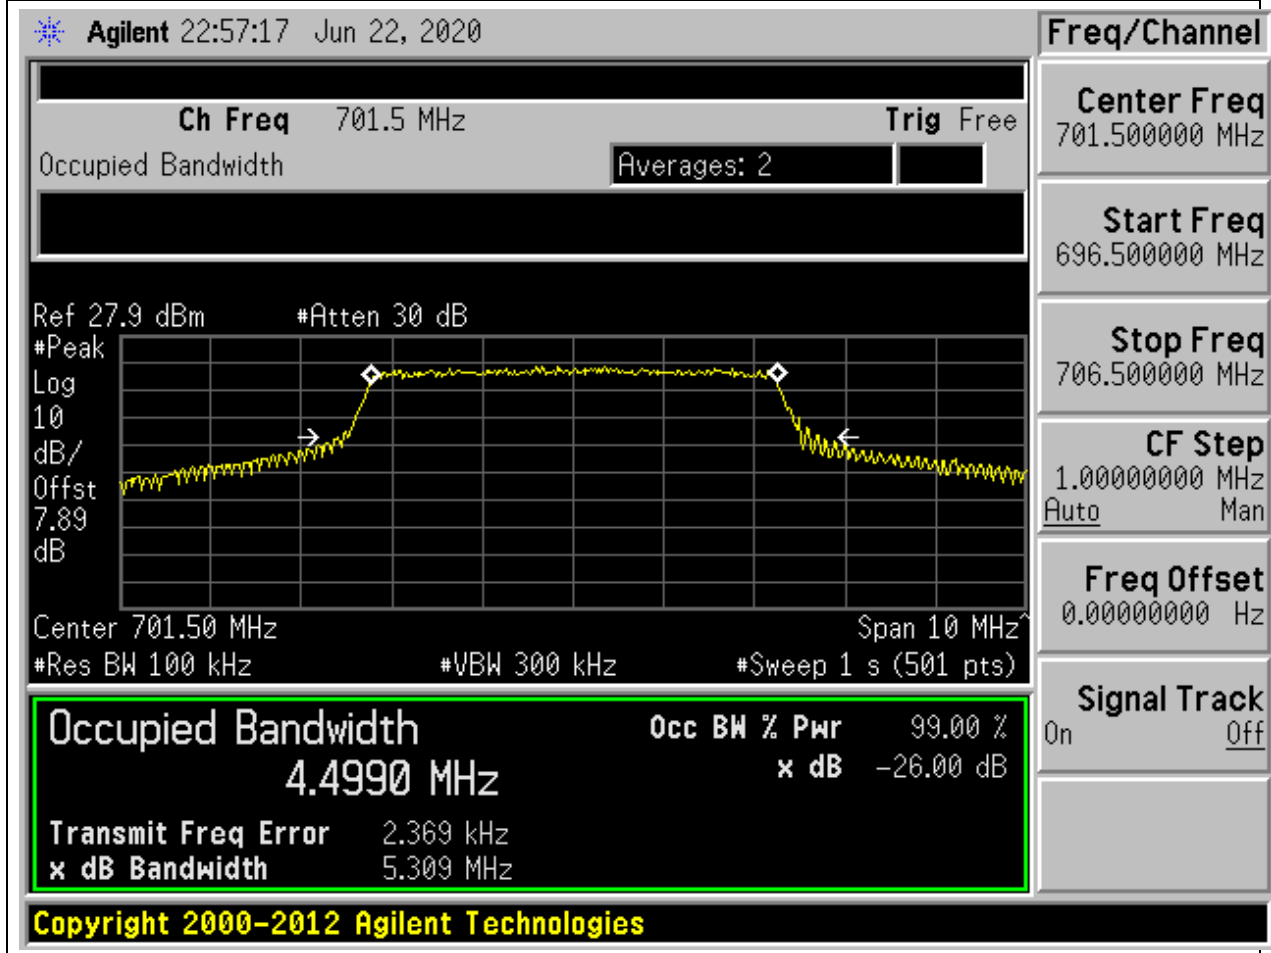 Agilent 22:57:17 Jun 22, 2020
Freq/Channel
Ch Freq 701.5 MHz Trig Free
Occupied Bandwidth Averages: 2
Ref 27.9 dBm #Atten 30 dB
#Peak
Log
10
dB/
Offst
7.89
dB
Center 701.50 MHz Span 10 MHz^
#Res BW 100 kHz #VBW 300 kHz #Sweep 1 s (501 pts)
Occupied Bandwidth
4.4990 MHz
Occ BW % Pwr 99.00 %
x dB -26.00 dB
Transmit Freq Error 2.369 kHz
x dB Bandwidth 5.309 MHz
Center Freq
701.500000 MHz
Start Freq
696.500000 MHz
Stop Freq
706.500000 MHz
CF Step
1.00000000 MHz
Auto Man
Freq Offset
0.00000000 Hz
Signal Track
On Off
Copyright 2000-2012 Agilent Technologies